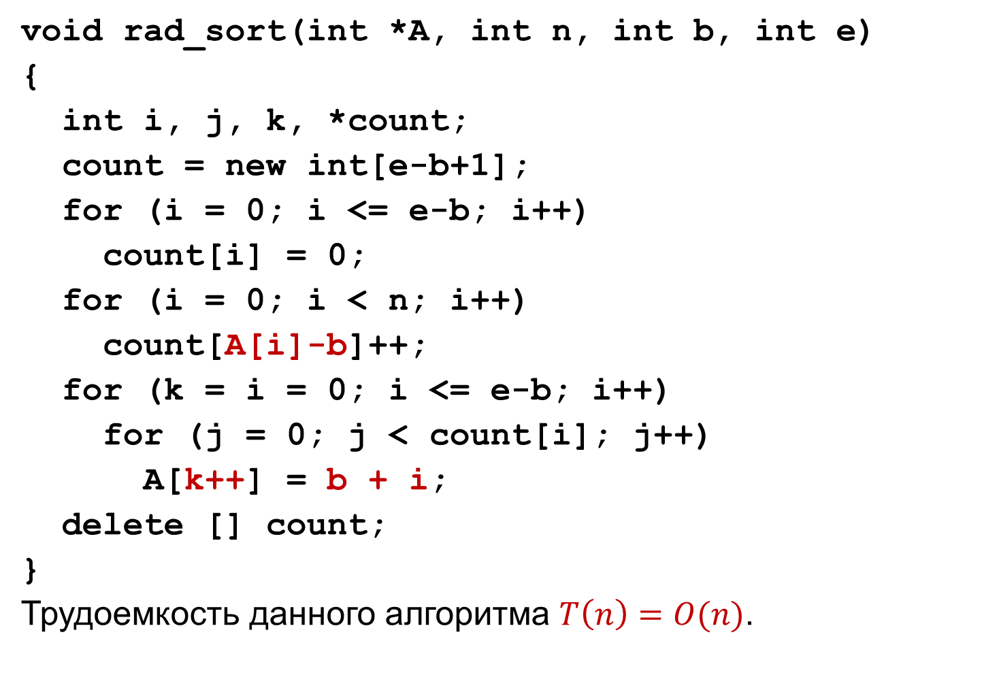 void rad_sort(int *A, int n, int b, int e)
{
  int i, j, k, *count;
  count = new int[e-b+1];
  for (i = 0; i <= e-b; i++)
    count[i] = 0;
  for (i = 0; i < n; i++)
    count[A[i]-b]++;
  for (k = i = 0; i <= e-b; i++)
    for (j = 0; j < count[i]; j++)
      A[k++] = b + i;
  delete [] count;
}
Трудоемкость данного алгоритма T(n) = O(n).